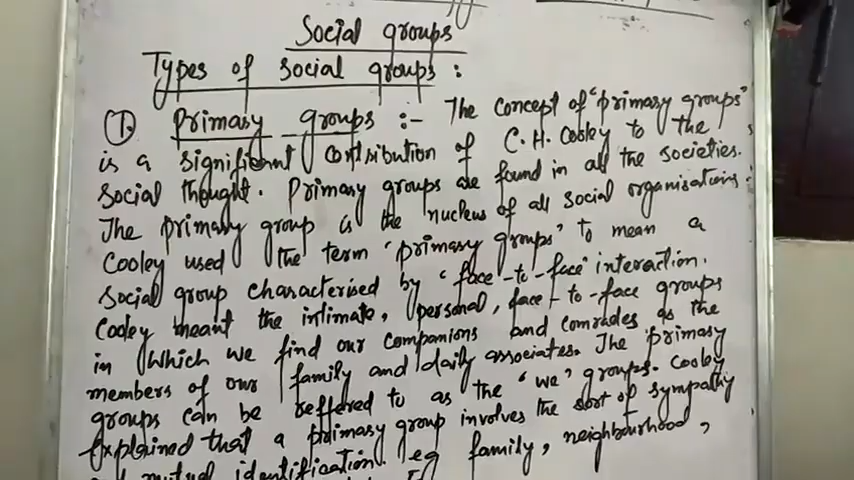 Social groups
Types of social groups :
① Primary groups :- The concept of "primary groups"
is a significant contribution of C.H. Cooley to the
social thought. Primary groups are found in all the societies.
The primary group is the nucleus of all social organisations.
Cooley used the term 'primary groups' to mean a
social group characterised by 'face-to-face' interaction.
Cooley meant the intimate, personal, face-to-face groups
in which we find our companions and comrades as the
members of our family and daily associates. The primary
groups can be reffered to as the 'we' groups. Cooley
explained that a primary group involves the sort of sympathy
and mutual identification. eg family, neighbourhood,